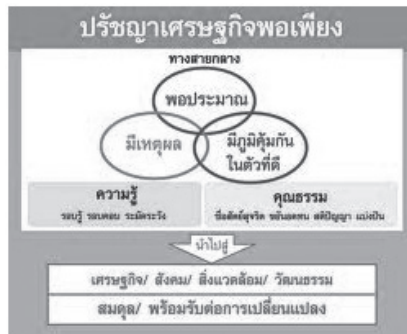 ปรัชญาเศรษฐกิจพอเพียง
ทางสายกลาง
พอประมาณ
มีเหตุผล
มีภูมิคุ้มกัน
ในตัวที่ดี
ความรู้
รอบรู้ รอบคอบ ระมัดระวัง
คุณธรรม
ซื่อสัตย์สุจริต ขยันอดทน สติปัญญา แบ่งปัน
นำไปสู่
เศรษฐกิจ/ สังคม/ สิ่งแวดล้อม/ วัฒนธรรม
สมดุล/ พร้อมรับต่อการเปลี่ยนแปลง